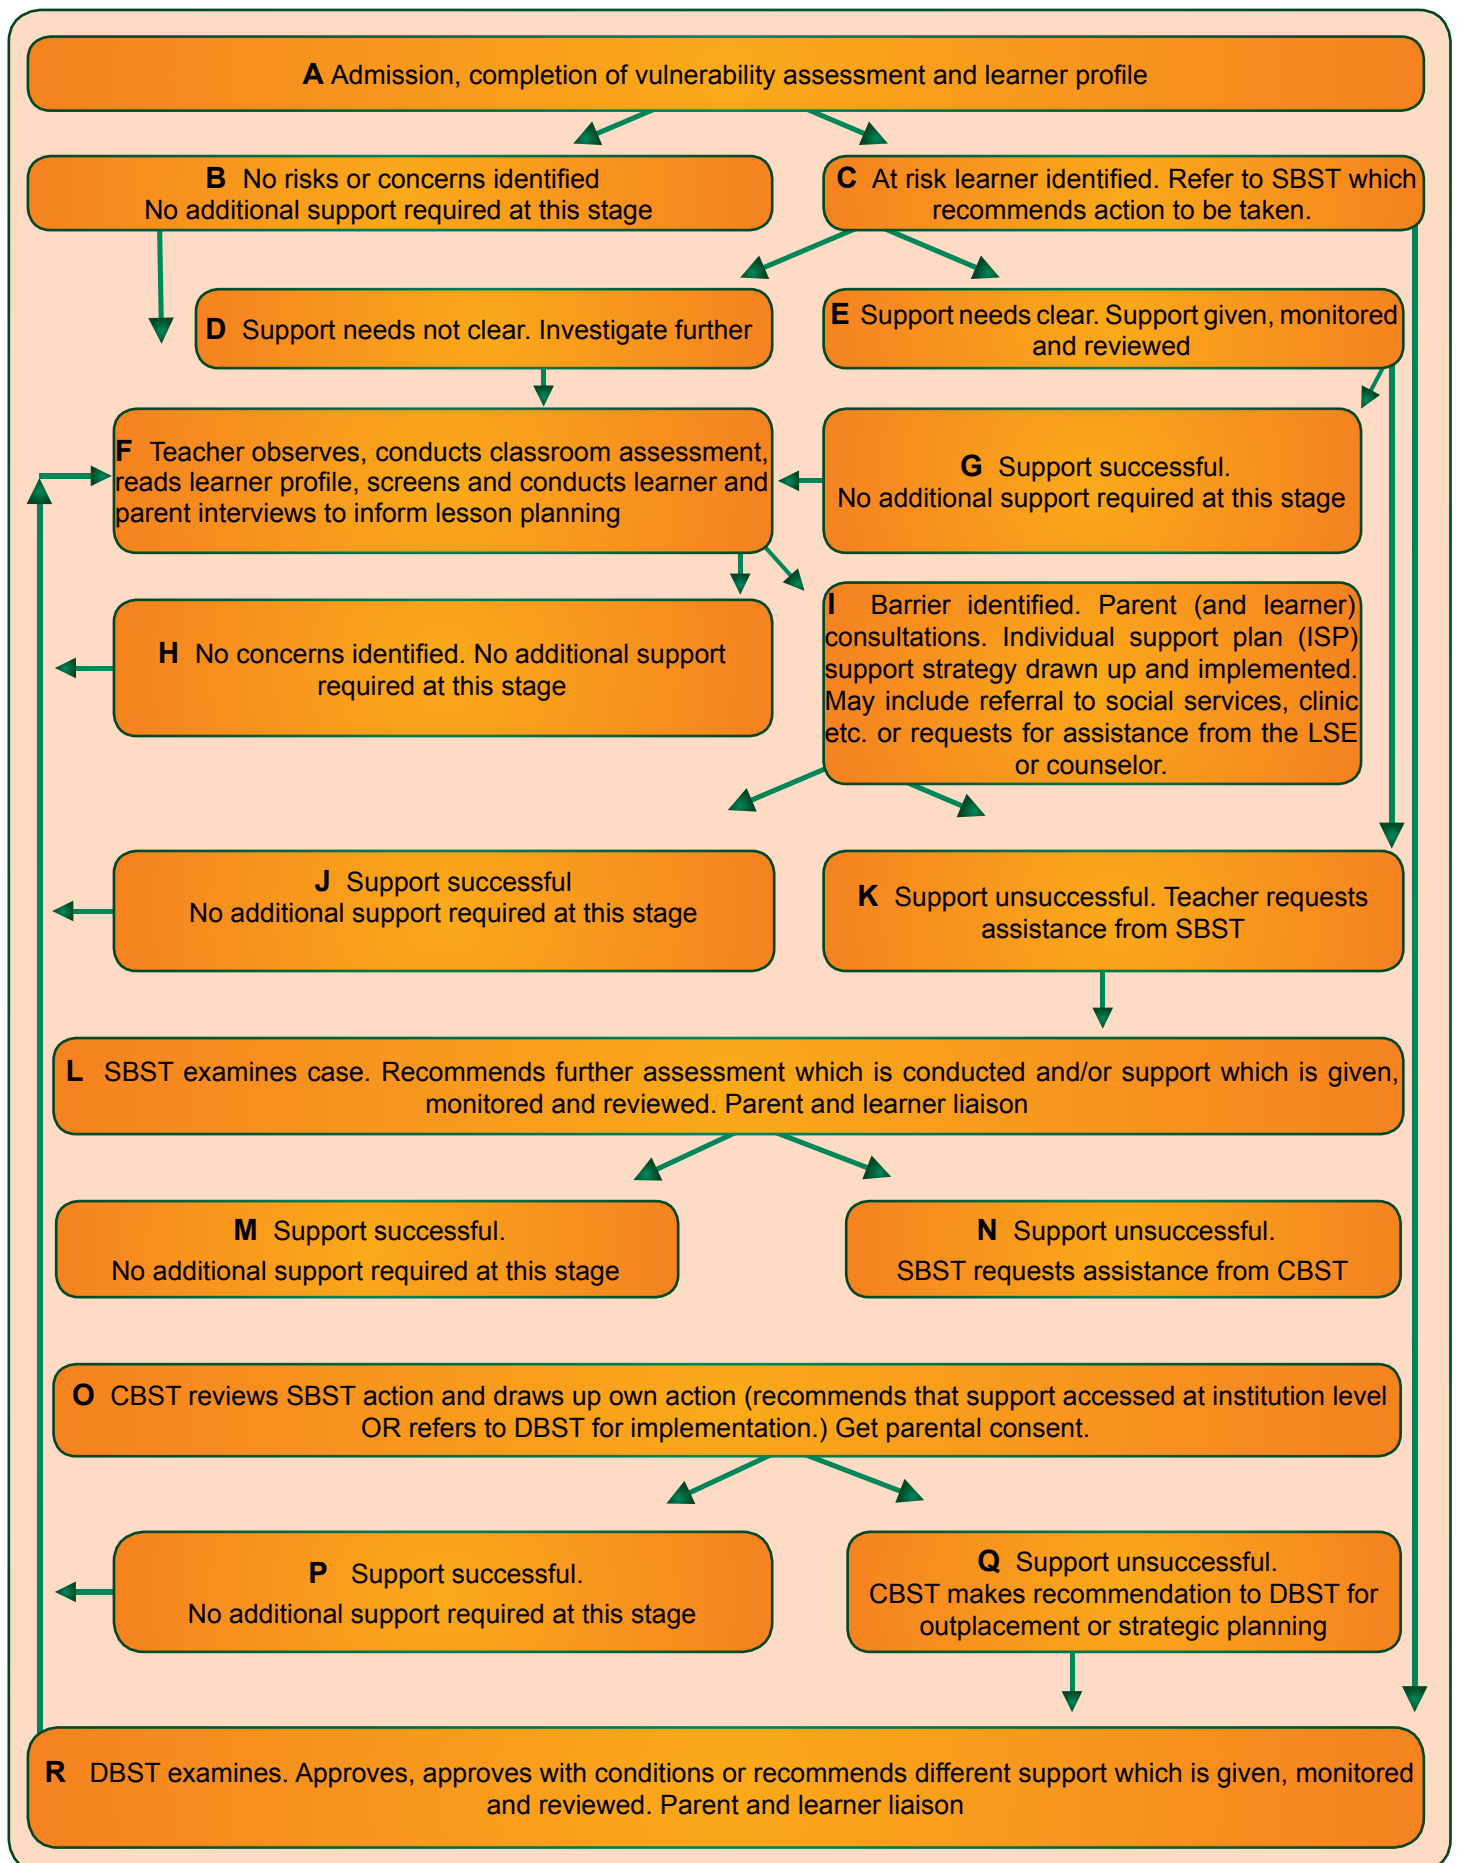 A Admission, completion of vulnerability assessment and learner profile
B No risks or concerns identified
No additional support required at this stage
C At risk learner identified. Refer to SBST which
recommends action to be taken.
D Support needs not clear. Investigate further
E Support needs clear. Support given, monitored
and reviewed
F Teacher observes, conducts classroom assessment,
reads learner profile, screens and conducts learner and
parent interviews to inform lesson planning
G Support successful.
No additional support required at this stage
H No concerns identified. No additional support
required at this stage
I Barrier identified. Parent (and learner)
consultations. Individual support plan (ISP)
support strategy drawn up and implemented.
May include referral to social services, clinic
etc. or requests for assistance from the LSE
or counselor.
J Support successful
No additional support required at this stage
K Support unsuccessful. Teacher requests
assistance from SBST
L SBST examines case. Recommends further assessment which is conducted and/or support which is given,
monitored and reviewed. Parent and learner liaison
M Support successful.
No additional support required at this stage
N Support unsuccessful.
SBST requests assistance from CBST
O CBST reviews SBST action and draws up own action (recommends that support accessed at institution level
OR refers to DBST for implementation.) Get parental consent.
P Support successful.
No additional support required at this stage
Q Support unsuccessful.
CBST makes recommendation to DBST for
outplacement or strategic planning
R DBST examines. Approves, approves with conditions or recommends different support which is given, monitored
and reviewed. Parent and learner liaison